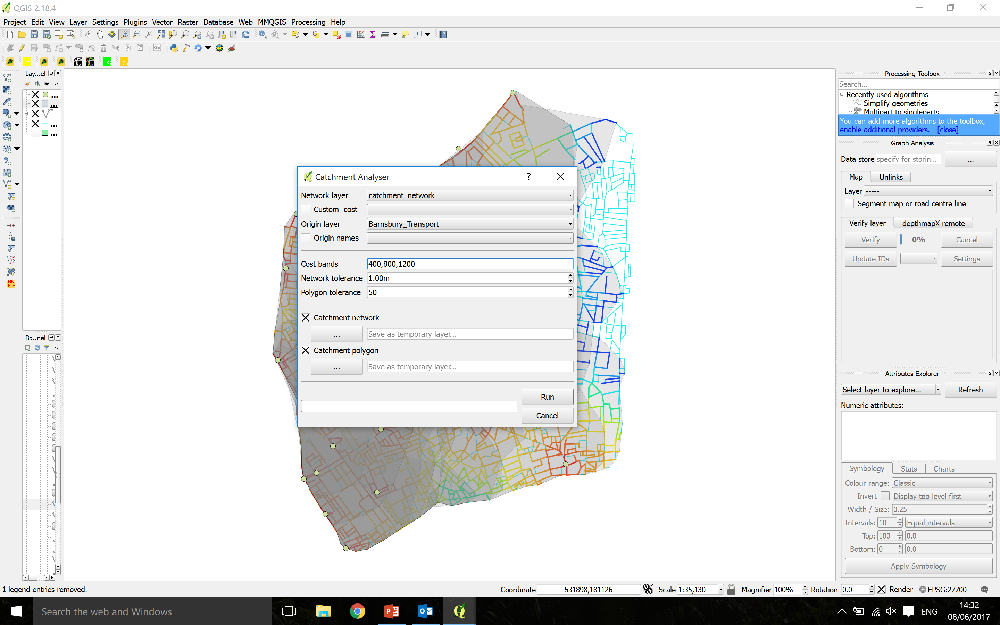 QGIS 2.18.4
Project Edit View Layer Settings Plugins Vector Raster Database Web MMQGIS Processing Help
CSW
Si Ca
Lay...el
Processing Toolbox
Search...
Recently used algorithms
Simplify geometries
Multipart to singleparts
You can add more algorithms to the toolbox,
enable additional providers. [close]
Graph Analysis
Data store specify for storin... ...
Map Unlinks
Layer -----
Segment map or road centre line
Verify layer depthmapX remote
Verify 0% Cancel
Update IDs Settings
NN
Join
Catchment Analyser ?
Network layer catchment_network
Custom cost
Origin layer Barnsbury_Transport
Origin names
Cost bands 400,800,1200
Network tolerance 1.00m
Polygon tolerance 50
Catchment network
... Save as temporary layer...
Catchment polygon
... Save as temporary layer...
Run
Cancel
Br...nel
Attributes Explorer
Select layer to explore... Refresh
Numeric attributes:
Symbology Stats Charts
Colour range: Classic
Invert Display top level first
Width / Size: 0.25
Intervals: 10 Equal intervals
Top: 100 0.0
Bottom: 0 0.0
Apply Symbology
1 legend entries removed.
Coordinate 531898,181126 Scale 1:35,130 Magnifier 100% Rotation 0.0 Render EPSG:27700
Search the web and Windows
ENG
14:32
08/06/2017